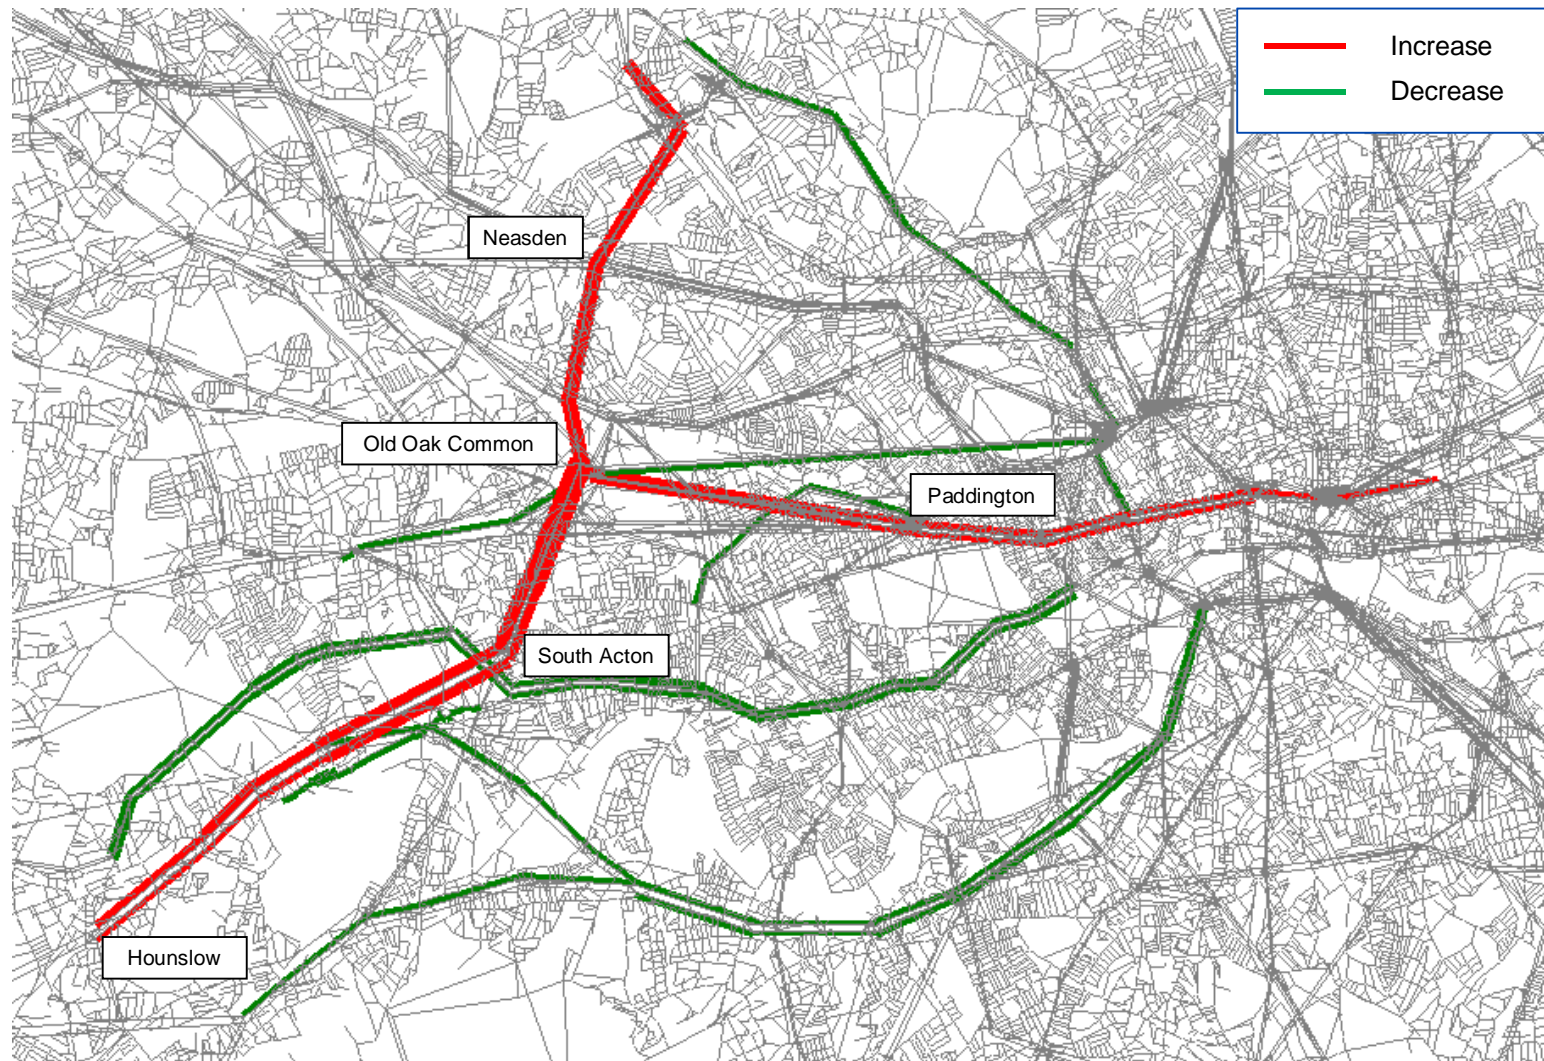 Increase
Decrease
Neasden
Old Oak Common
Paddington
South Acton
Hounslow